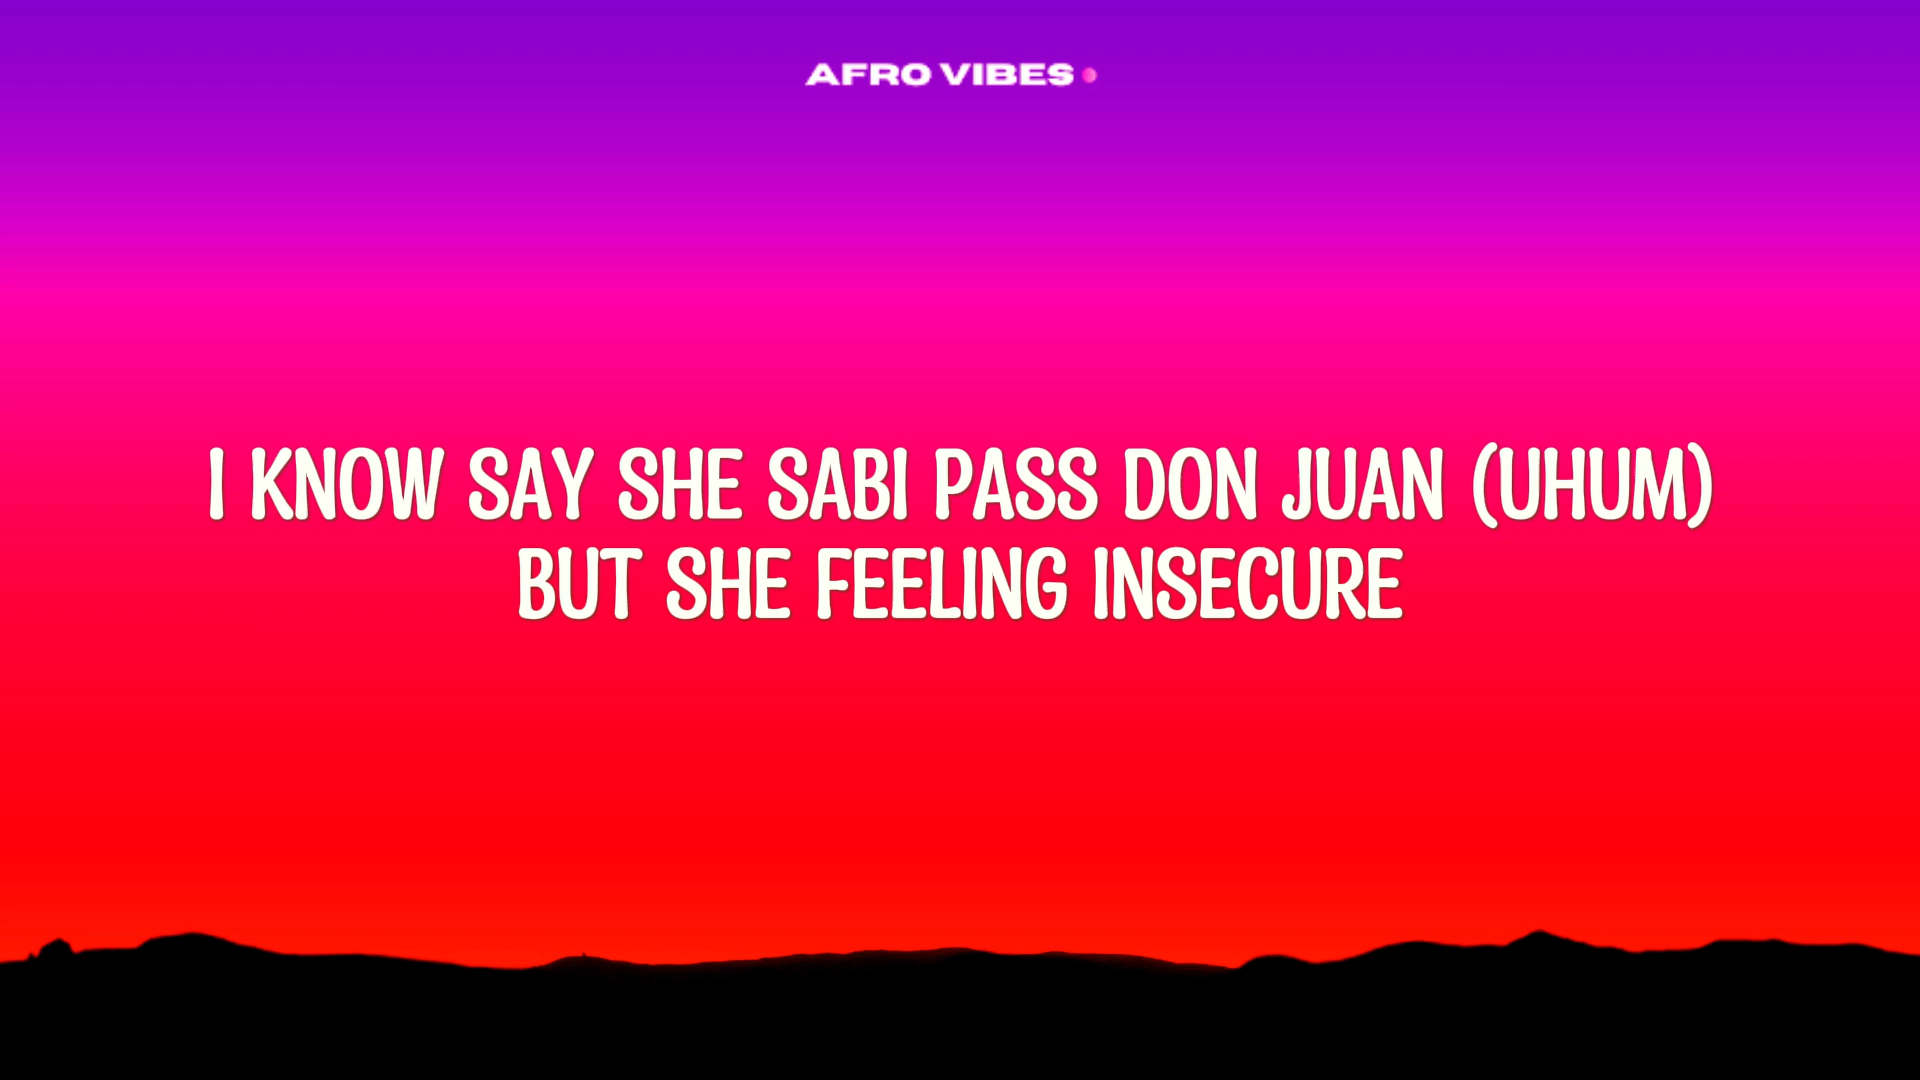 AFRO VIBES
I KNOW SAY SHE SABI PASS DON JUAN (UHUM)
BUT SHE FEELING INSECURE